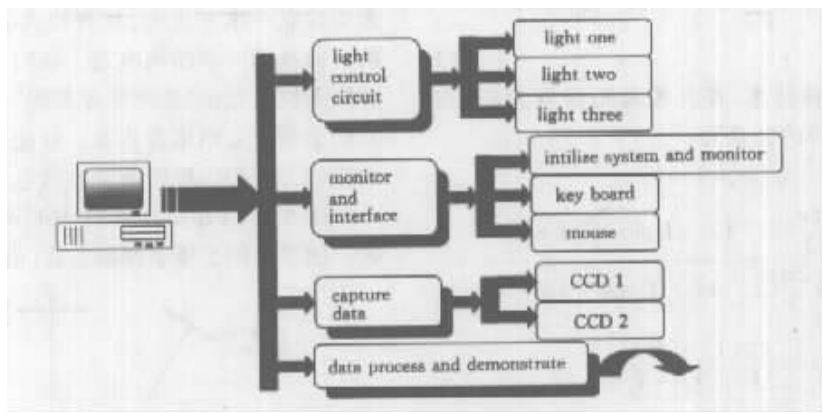 light
control
circuit
light one
light two
light three
monitor
and
interface
intilize system and monitor
key board
mouse
capture
data
CCD 1
CCD 2
data process and demonstrate